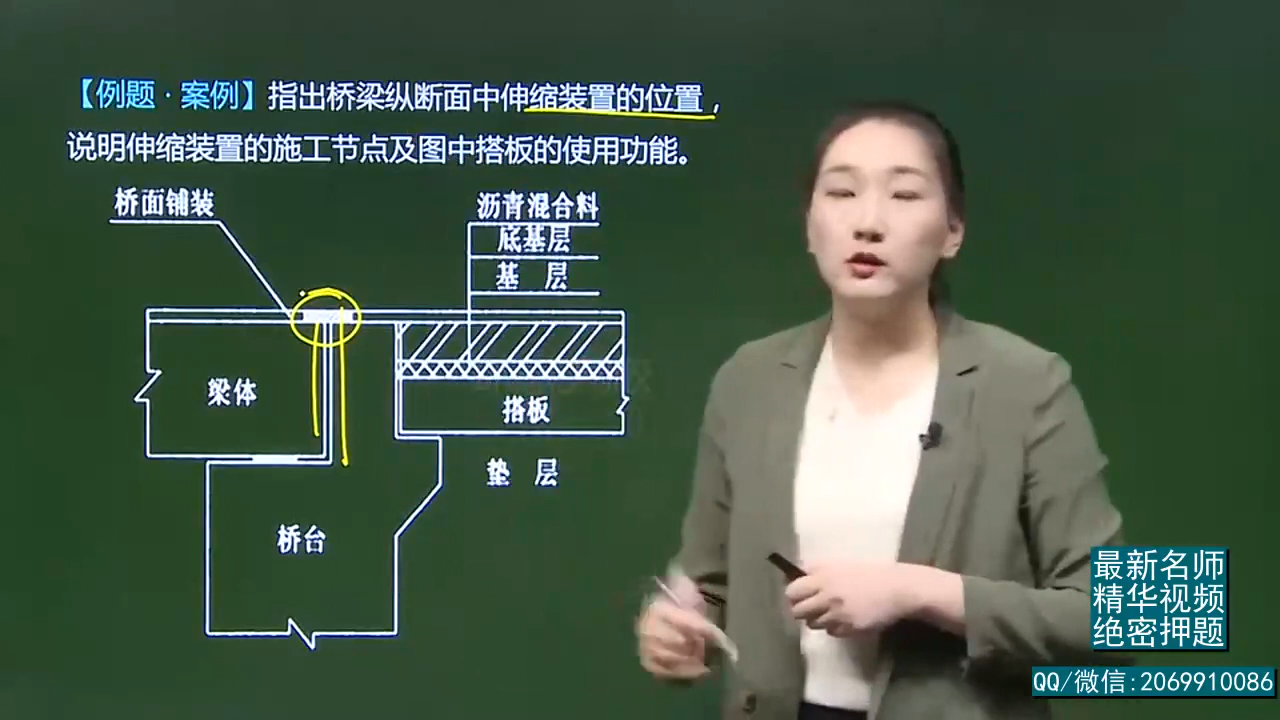 【例题·案例】指出桥梁纵断面中伸缩装置的位置，
说明伸缩装置的施工节点及图中搭板的使用功能。
桥面铺装
沥青混合料
底基层
基 层
梁体
搭板
垫 层
桥台
最新名师
精华视频
绝密押题
QQ/微信:2069910086